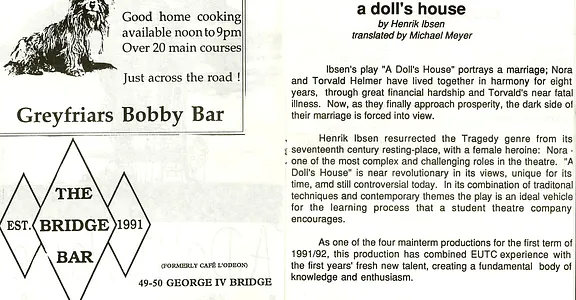 Good home cooking
available noon to 9pm
Over 20 main courses
Just across the road !
Greyfriars Bobby Bar
THE
EST. BRIDGE 1991
BAR
(FORMERLY CAFÉ L'ODEON)
49-50 GEORGE IV BRIDGE
a doll's house
by Henrik Ibsen
translated by Michael Meyer
Ibsen's play "A Doll's House" portrays a marriage; Nora
and Torvald Helmer have lived together in harmony for eight
years, through great financial hardship and Torvald's near fatal
illness. Now, as they finally approach prosperity, the dark side of
their marriage is forced into view.
Henrik Ibsen resurrected the Tragedy genre from its
seventeenth century resting-place, with a female heroine: Nora -
one of the most complex and challenging roles in the theatre. "A
Doll's House" is near revolutionary in its views, unique for its
time, amd still controversial today. In its combination of traditonal
techniques and contemporary themes the play is an ideal vehicle
for the learning process that a student theatre company
encourages.
As one of the four mainterm productions for the first term of
1991/92, this production has combined EUTC experience with
the first years' fresh new talent, creating a fundamental body of
knowledge and enthusiasm.